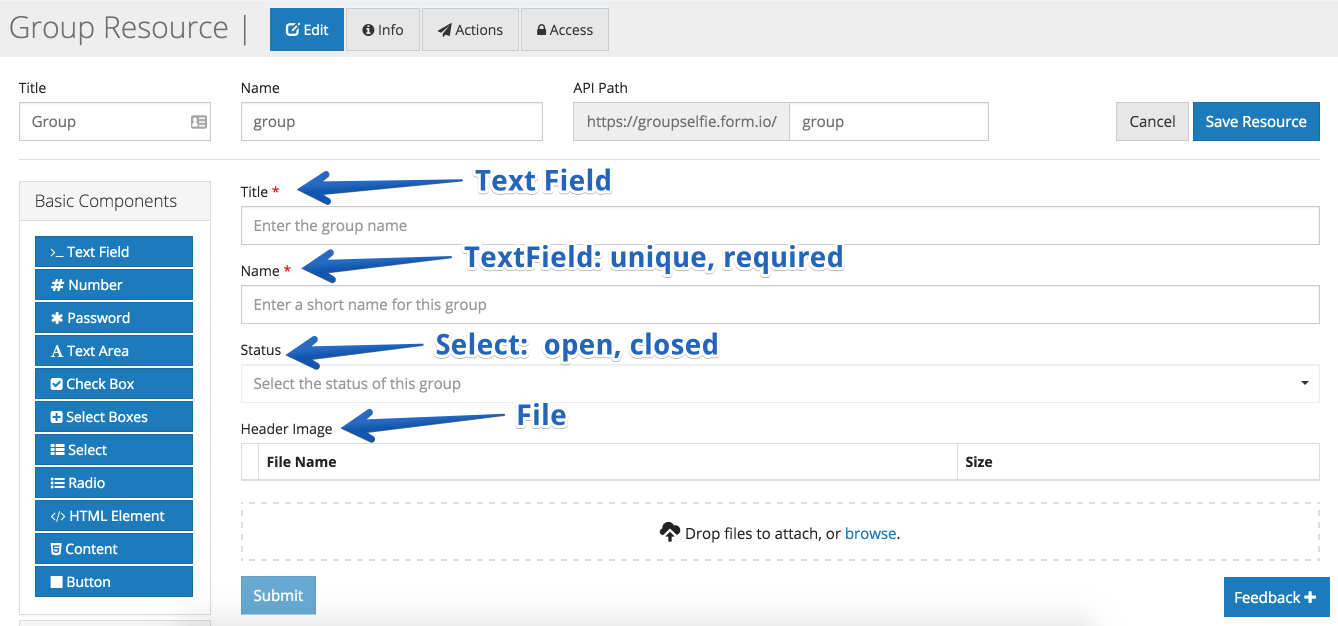 Group Resource |
Edit
Info
Actions
Access
Title
Name
API Path
Group
group
https://groupselfie.form.io/
group
Cancel
Save Resource
Basic Components
>_ Text Field
# Number
Password
A Text Area
Check Box
Select Boxes
Select
Radio
</> HTML Element
Content
Button
Title *
Text Field
Enter the group name
Name *
TextField: unique, required
Enter a short name for this group
Status
Select: open, closed
Select the status of this group
Header Image
File
File Name
Size
Drop files to attach, or browse.
Submit
Feedback +